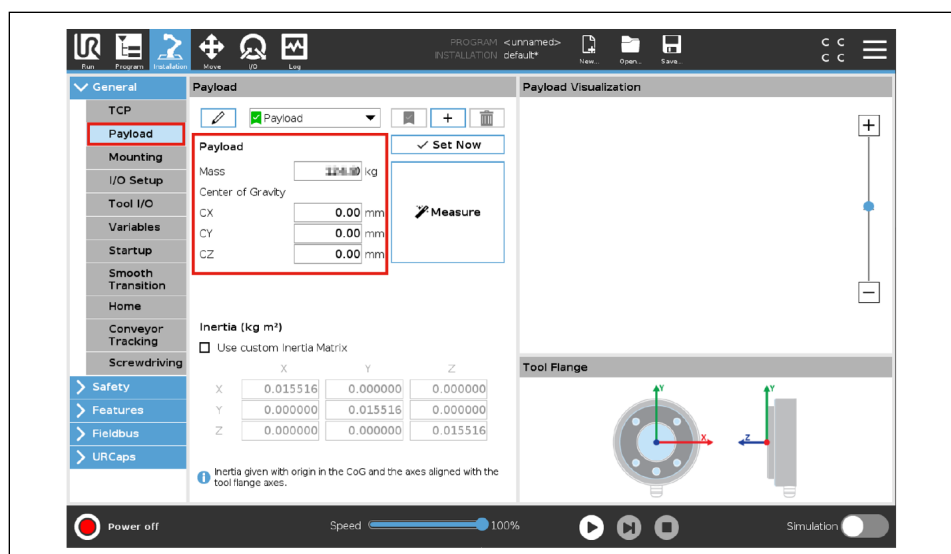 UR
PROGRAM <unnamed>
INSTALLATION default*
Run Program Installation Move I/O Log New... Open... Save...
C C
C C
General
TCP
Payload
Mounting
I/O Setup
Tool I/O
Variables
Startup
Smooth
Transition
Home
Conveyor
Tracking
Screwdriving
Safety
Features
Fieldbus
URCaps
Payload
Payload
+
Set Now
Payload
Mass kg
Center of Gravity
CX 0.00 mm
CY 0.00 mm
CZ 0.00 mm
Measure
Inertia (kg m²)
Use custom Inertia Matrix
X Y Z
X 0.015516 0.000000 0.000000
Y 0.000000 0.015516 0.000000
Z 0.000000 0.000000 0.015516
Inertia given with origin in the CoG and the axes aligned with the
tool flange axes.
Payload Visualization
+
−
Tool Flange
Y Y
X Z
Power off
Speed 100%
Simulation